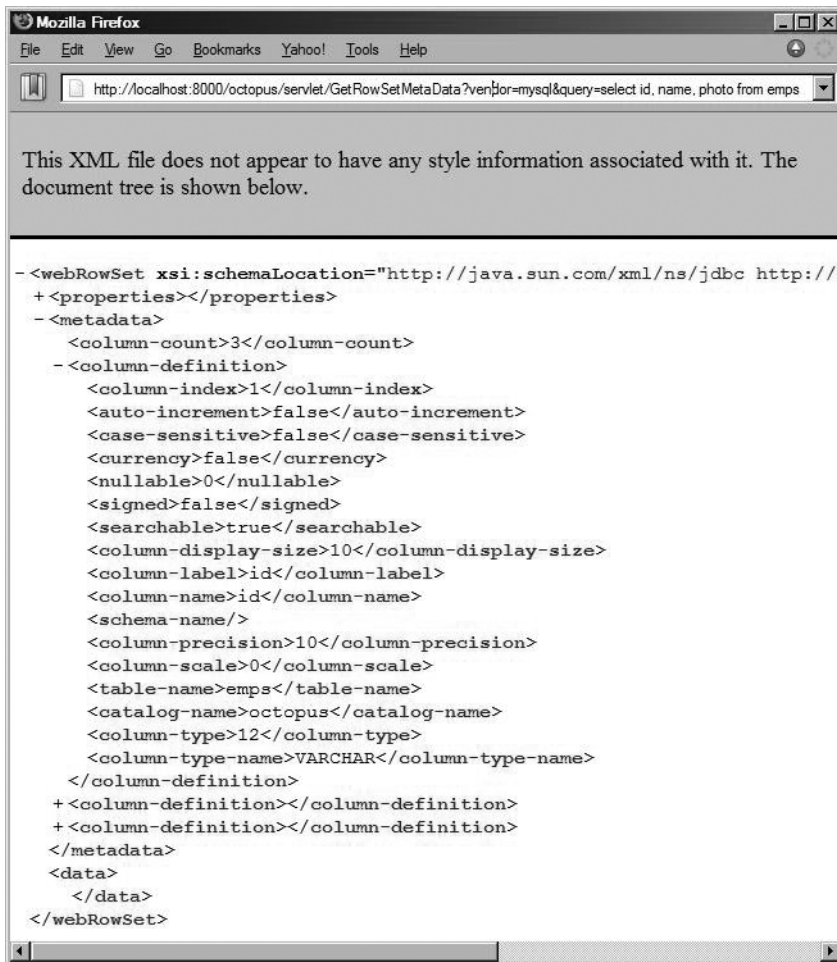 Mozilla Firefox
File Edit View Go Bookmarks Yahoo! Tools Help
http://localhost:8000/octopus/servlet/GetRowSetMetaData?vendor=mysql&query=select id, name, photo from emps
This XML file does not appear to have any style information associated with it. The
document tree is shown below.
-<webRowSet xsi:schemaLocation="http://java.sun.com/xml/ns/jdbc http://
+<properties></properties>
-<metadata>
<column-count>3</column-count>
-<column-definition>
<column-index>1</column-index>
<auto-increment>false</auto-increment>
<case-sensitive>false</case-sensitive>
<currency>false</currency>
<nullable>0</nullable>
<signed>false</signed>
<searchable>true</searchable>
<column-display-size>10</column-display-size>
<column-label>id</column-label>
<column-name>id</column-name>
<schema-name/>
<column-precision>10</column-precision>
<column-scale>0</column-scale>
<table-name>emps</table-name>
<catalog-name>octopus</catalog-name>
<column-type>12</column-type>
<column-type-name>VARCHAR</column-type-name>
</column-definition>
+<column-definition></column-definition>
+<column-definition></column-definition>
</metadata>
<data>
</data>
</webRowSet>